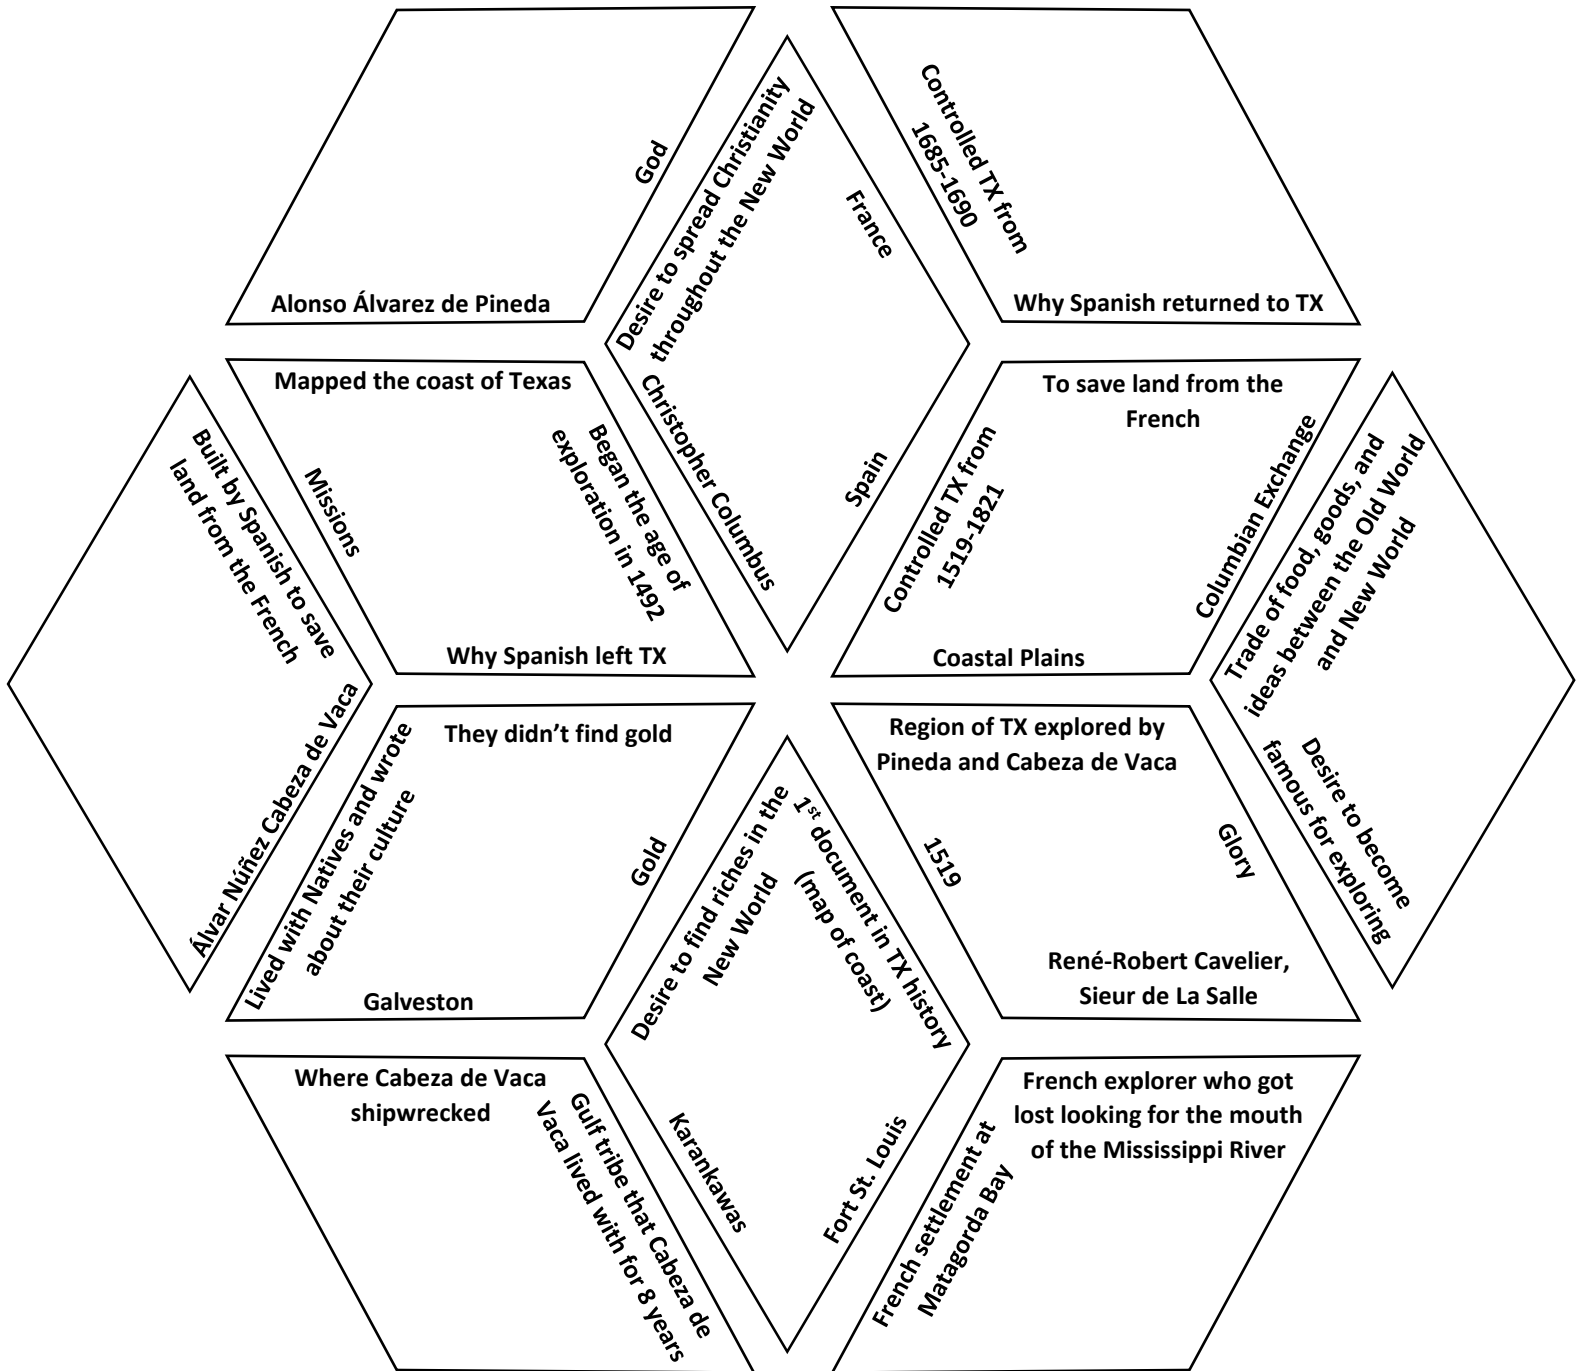 God
Alonso Álvarez de Pineda
Desire to spread Christianity
throughout the New World
France
Christopher Columbus
Spain
Controlled TX from
1685-1690
Why Spanish returned to TX
Mapped the coast of Texas
Missions
Began the age of
exploration in 1492
Why Spanish left TX
To save land from the
French
Controlled TX from
1519-1821
Columbian Exchange
Coastal Plains
Built by Spanish to save
land from the French
Álvar Núñez Cabeza de Vaca
Trade of food, goods, and
ideas between the Old World
and New World
Desire to become
famous for exploring
They didn’t find gold
Lived with Natives and wrote
about their culture
Gold
Galveston
Desire to find riches in the
New World
1st document in TX history
(map of coast)
Karankawas
Fort St. Louis
Region of TX explored by
Pineda and Cabeza de Vaca
1519
Glory
René-Robert Cavelier,
Sieur de La Salle
Where Cabeza de Vaca
shipwrecked
Gulf tribe that Cabeza de
Vaca lived with for 8 years
French explorer who got
lost looking for the mouth
of the Mississippi River
French settlement at
Matagorda Bay